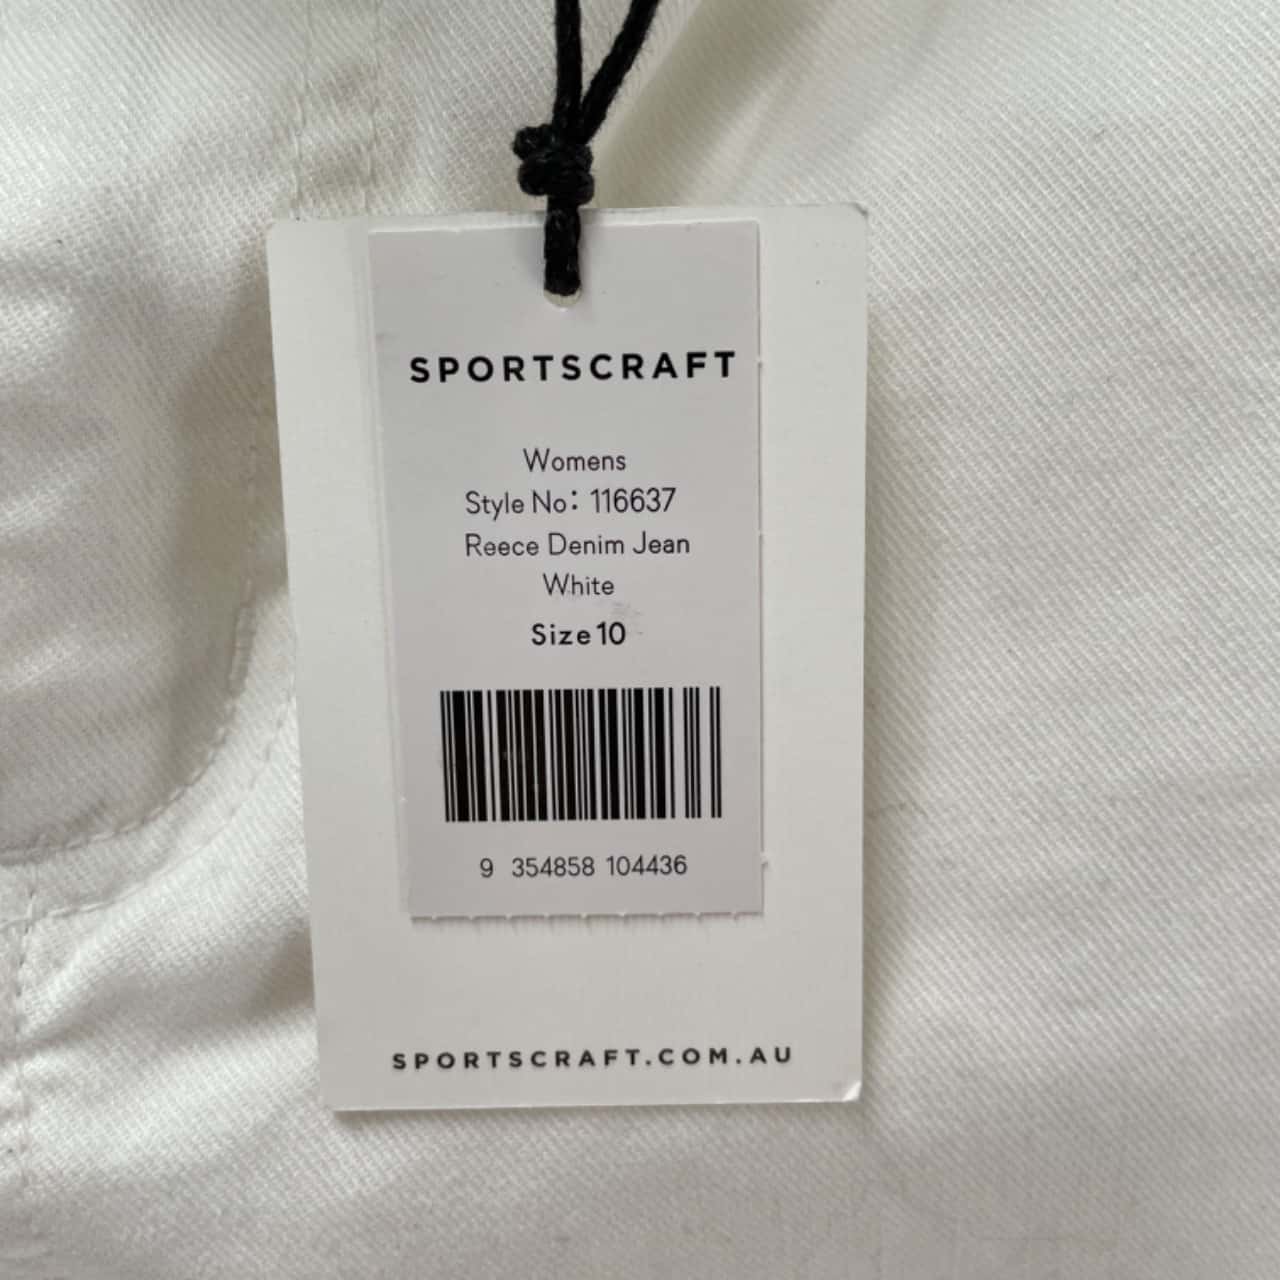 SPORTSCRAFT
Womens
Style No: 116637
Reece Denim Jean
White
Size 10
9 354858 104436
SPORTSCRAFT.COM.AU